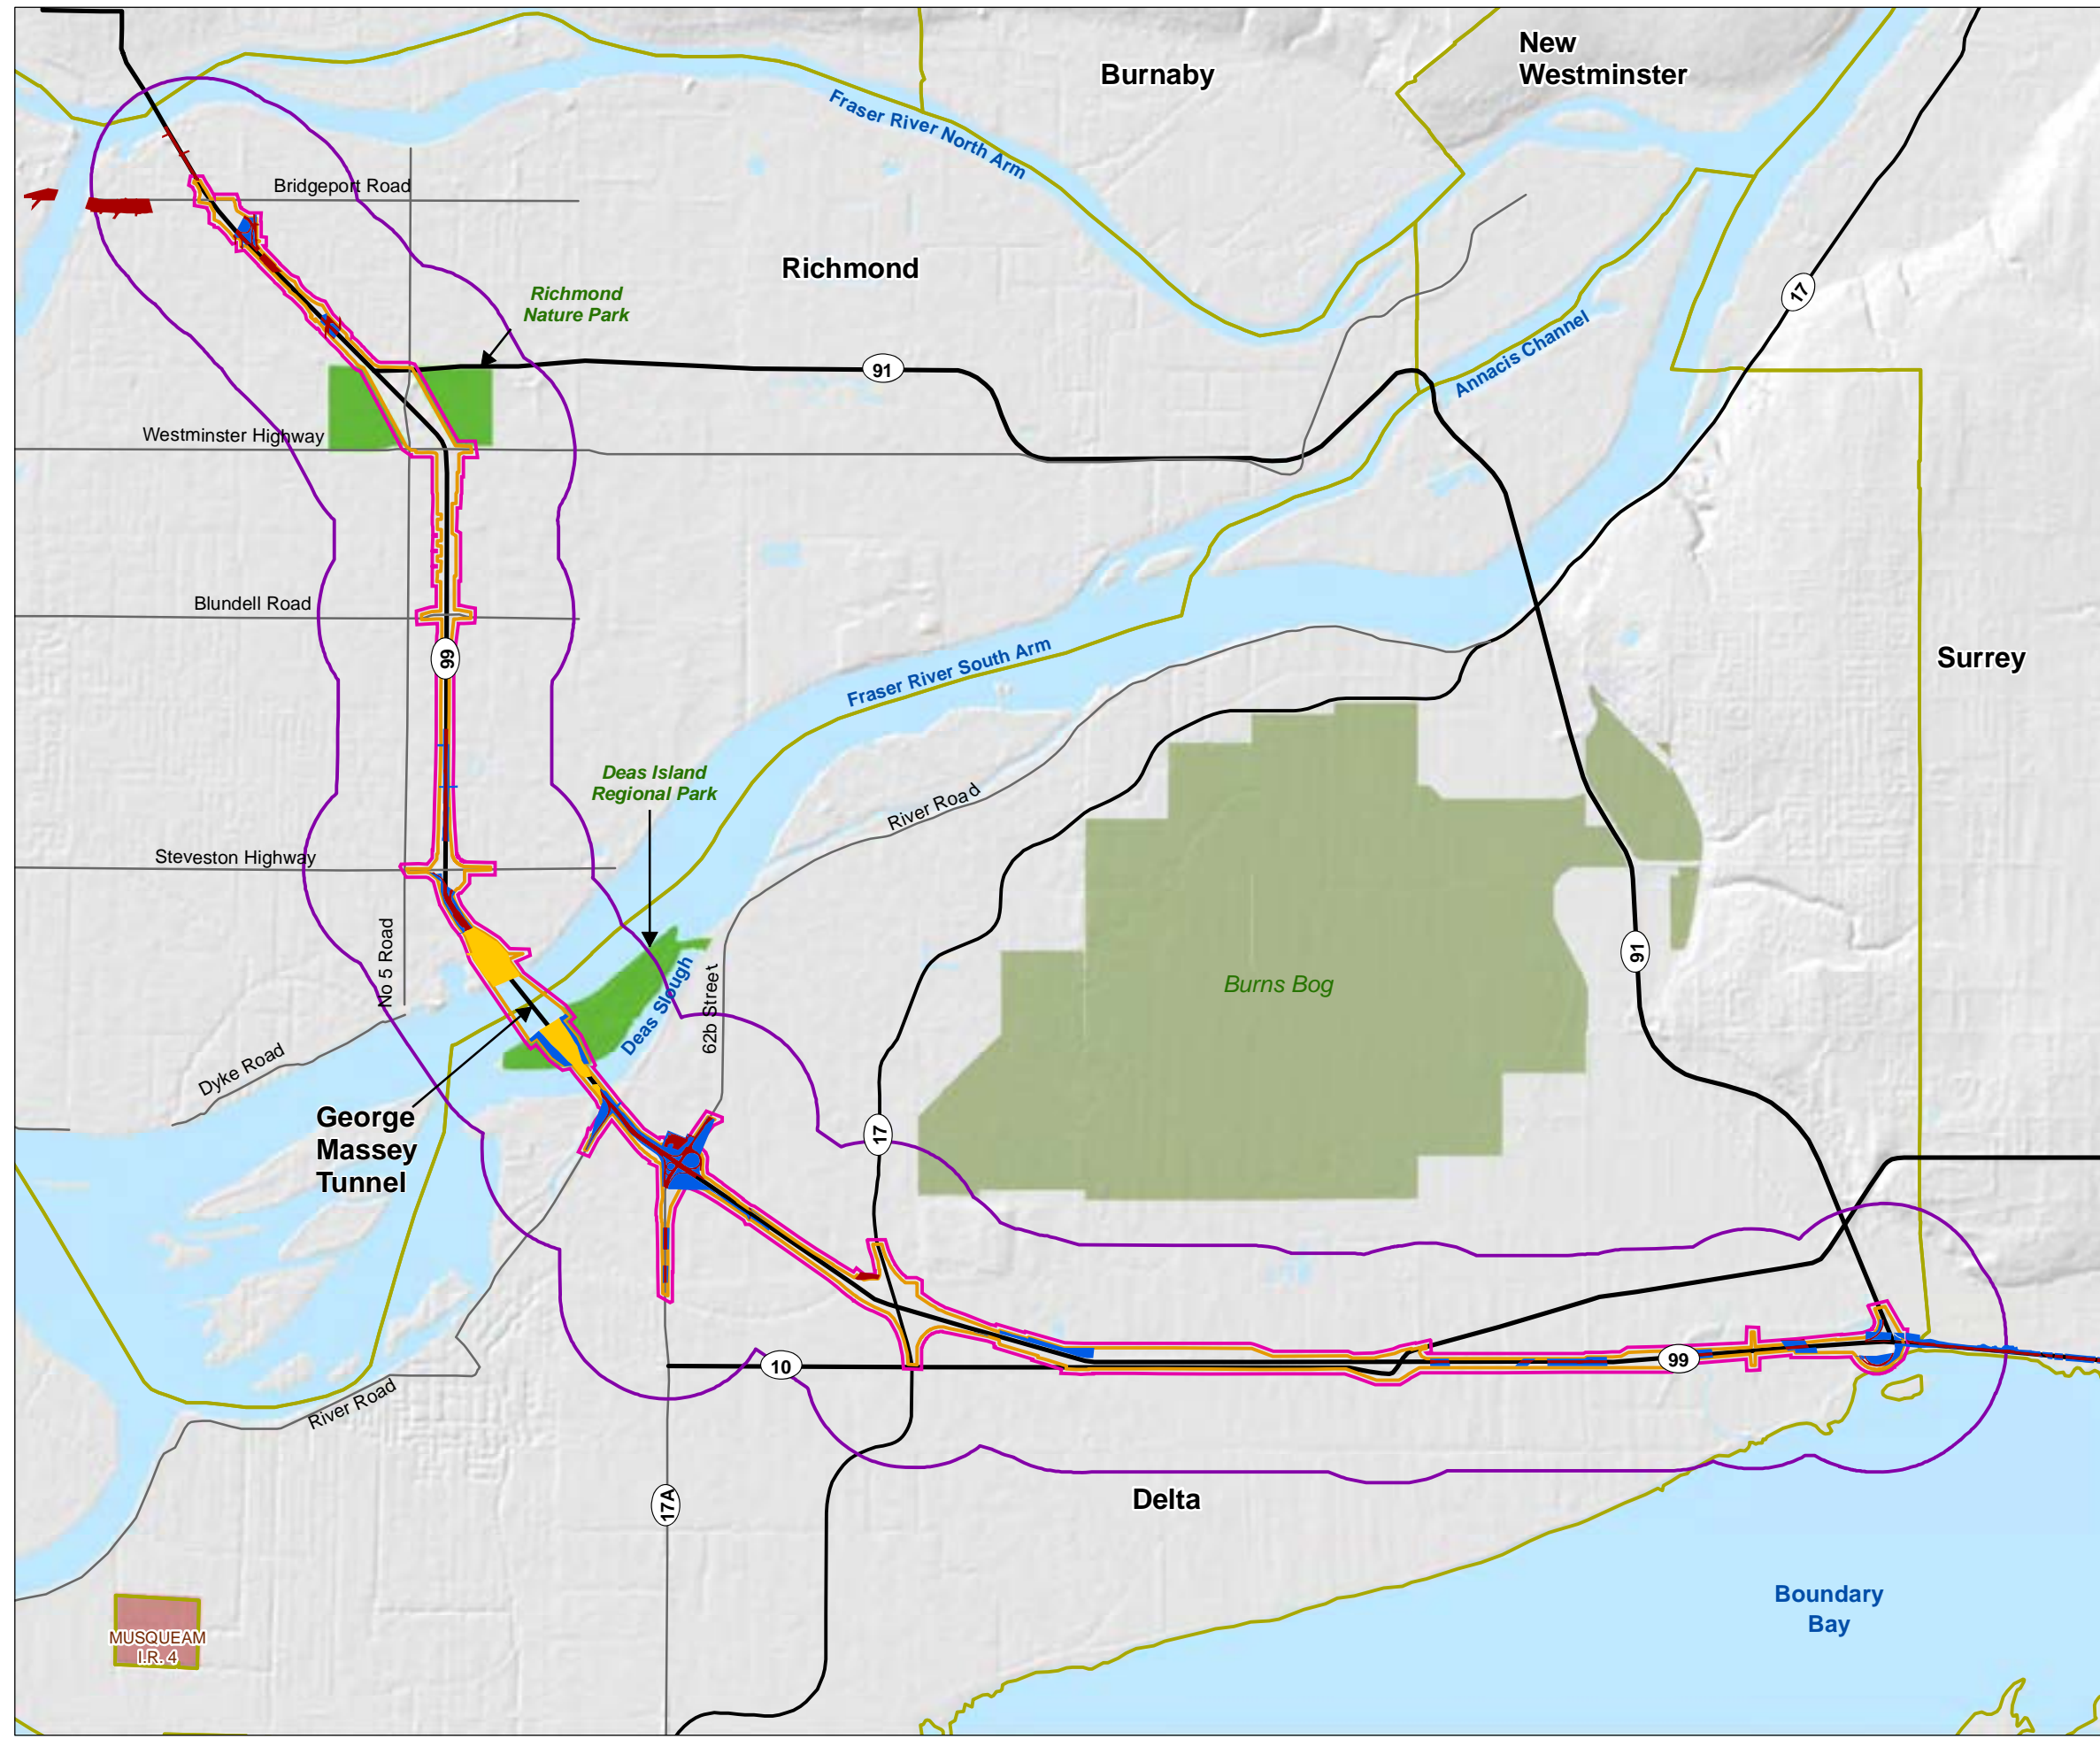 New
Westminster
Burnaby
Fraser River North Arm
Bridgeport Road
Richmond
17
Richmond
Nature Park
Annacis Channel
91
Westminster Highway
Blundell Road
99
Fraser River South Arm
Surrey
Deas Island
Regional Park
River Road
Steveston Highway
No 5 Road
Deas Slough
62b Street
91
Burns Bog
Dyke Road
George
Massey
Tunnel
17
10
99
River Road
17A
Delta
Boundary
Bay
MUSQUEAM
I.R. 4